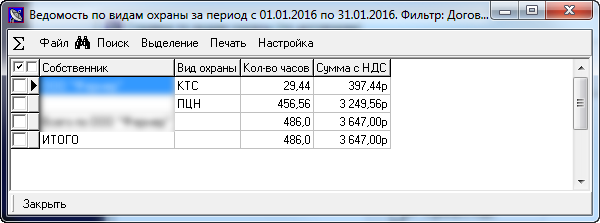 Ведомость по видам охраны за период с 01.01.2016 по 31.01.2016. Фильтр: Догов...
Σ Файл Поиск Выделение Печать Настройка
Собственник Вид охраны Кол-во часов Сумма с НДС
КТС 29,44 397,44р
ПЦН 456,56 3 249,56р
486,0 3 647,00р
ИТОГО 486,0 3 647,00р
Закрыть